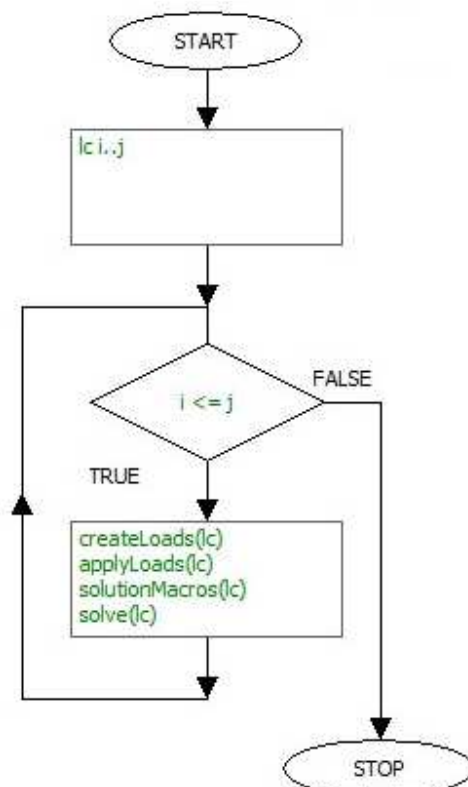 START
lc i..j
i <= j
FALSE
TRUE
createLoads(lc)
applyLoads(lc)
solutionMacros(lc)
solve(lc)
STOP